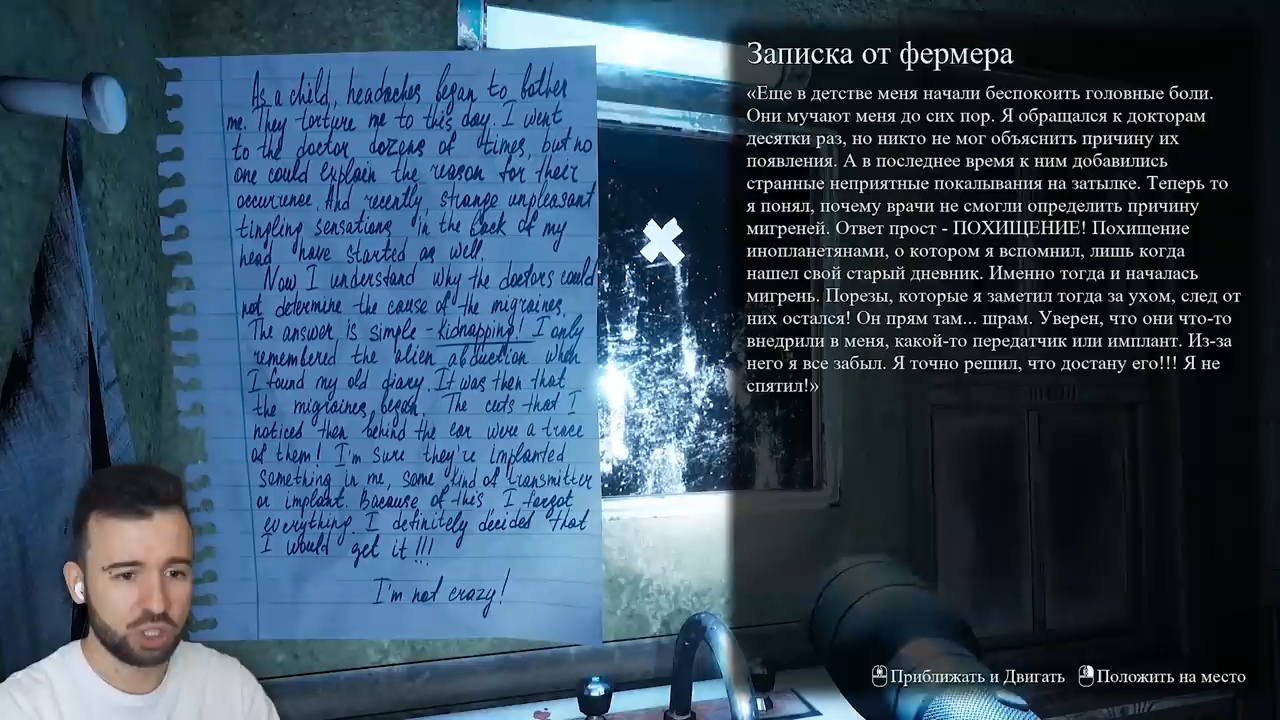 As a child, headaches began to bother
me. They torture me to this day. I went
to the doctor dozens of times, but no
one could explain the reason for their
occurence. And recently, strange unpleasant
tingling sensations in the back of my
head have started as well.
Now I understand why the doctors could
not determine the cause of the migraines.
The answer is simple - kidnapping! I only
remembered the alien abduction when
I found my old diary. It was then that
the migraines began. The cuts that I
notices then behind the ear were a trace
of them! I'm sure they're implanted
something in me, some kind of transmitter
or implant. Bacause of this I forgot
everything. I definitely decided that
I would get it!!!
I'm not crazy!
Записка от фермера
«Еще в детстве меня начали беспокоить головные боли.
Они мучают меня до сих пор. Я обращался к докторам
десятки раз, но никто не мог объяснить причину их
появления. А в последнее время к ним добавились
странные неприятные покалывания на затылке. Теперь то
я понял, почему врачи не смогли определить причину
мигреней. Ответ прост - ПОХИЩЕНИЕ! Похищение
инопланетянами, о котором я вспомнил, лишь когда
нашел свой старый дневник. Именно тогда и началась
мигрень. Порезы, которые я заметил тогда за ухом, след от
них остался! Он прям там... шрам. Уверен, что они что-то
внедрили в меня, какой-то передатчик или имплант. Из-за
него я все забыл. Я точно решил, что достану его!!! Я не
спятил!»
Приближать и Двигать Положить на место